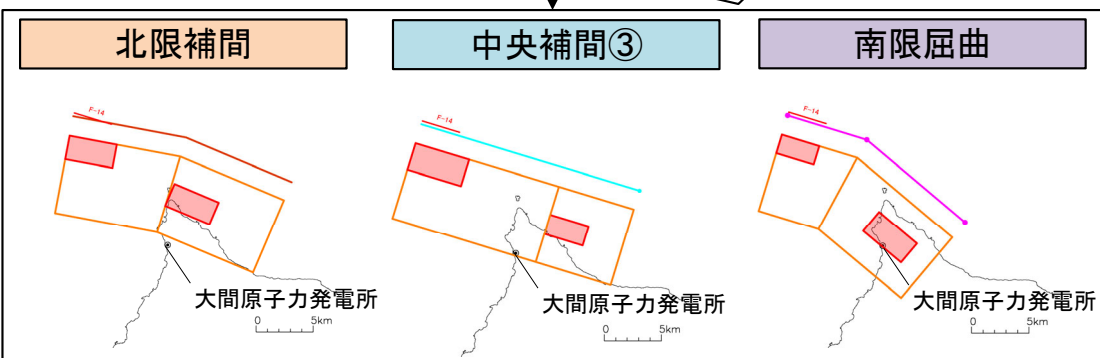 北限補間
中央補間③
南限屈曲
F-14
F-14
F-14
大間原子力発電所
大間原子力発電所
大間原子力発電所
0 5km
0 5km
0 5km